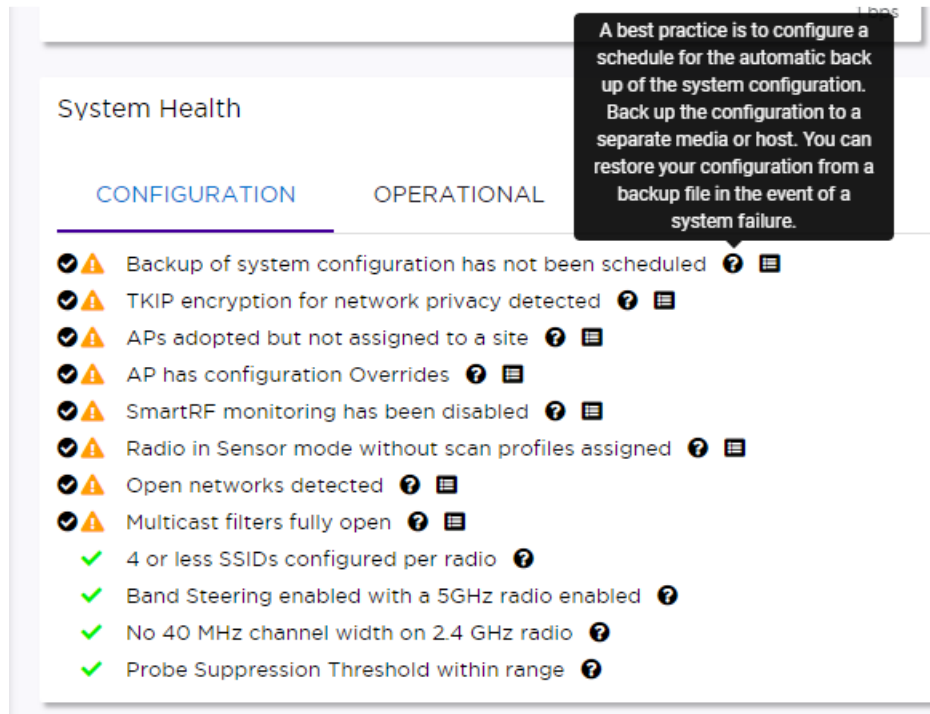 A best practice is to configure a
schedule for the automatic back
up of the system configuration.
Back up the configuration to a
separate media or host. You can
restore your configuration from a
backup file in the event of a
system failure.
System Health
CONFIGURATION OPERATIONAL
Backup of system configuration has not been scheduled
TKIP encryption for network privacy detected
APs adopted but not assigned to a site
AP has configuration Overrides
SmartRF monitoring has been disabled
Radio in Sensor mode without scan profiles assigned
Open networks detected
Multicast filters fully open
4 or less SSIDs configured per radio
Band Steering enabled with a 5GHz radio enabled
No 40 MHz channel width on 2.4 GHz radio
Probe Suppression Threshold within range